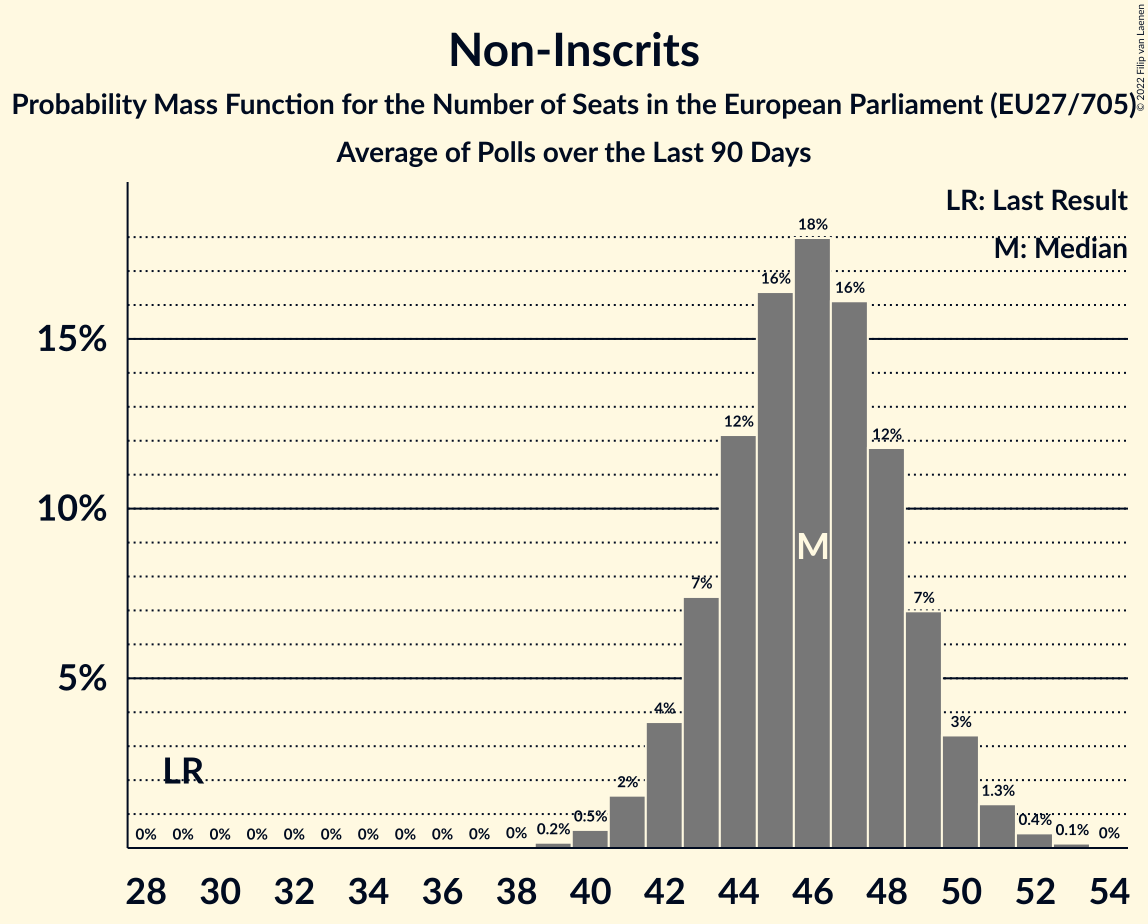 Non-Inscrits
Probability Mass Function for the Number of Seats in the European Parliament (EU27/705)
Average of Polls over the Last 90 Days
© 2022 Filip van Laenen
LR: Last Result
M: Median
18%
16%
16%
15%
12%
12%
10%
M
7%
7%
5%
4%
3%
LR
2%
1.3%
0% 0% 0% 0% 0% 0% 0% 0% 0% 0% 0% 0.2% 0.5% 0.4% 0.1% 0%
28 30 32 34 36 38 40 42 44 46 48 50 52 54